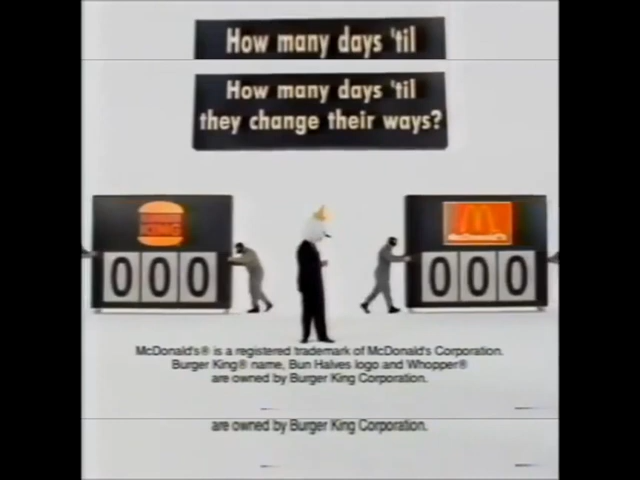 How many days 'til
How many days 'til
they change their ways?
BURGER
KING
000
000
McDonald's® is a registered trademark of McDonald's Corporation.
Burger King® name, Bun Halves logo and Whopper®
are owned by Burger King Corporation.
are owned by Burger King Corporation.